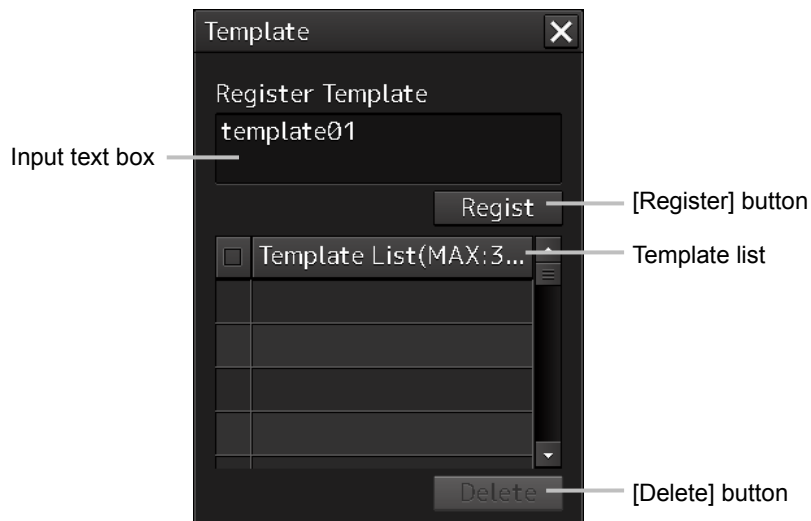 Template
Register Template
template01
Input text box
Regist
[Register] button
Template List(MAX:3...
Template list
Delete
[Delete] button